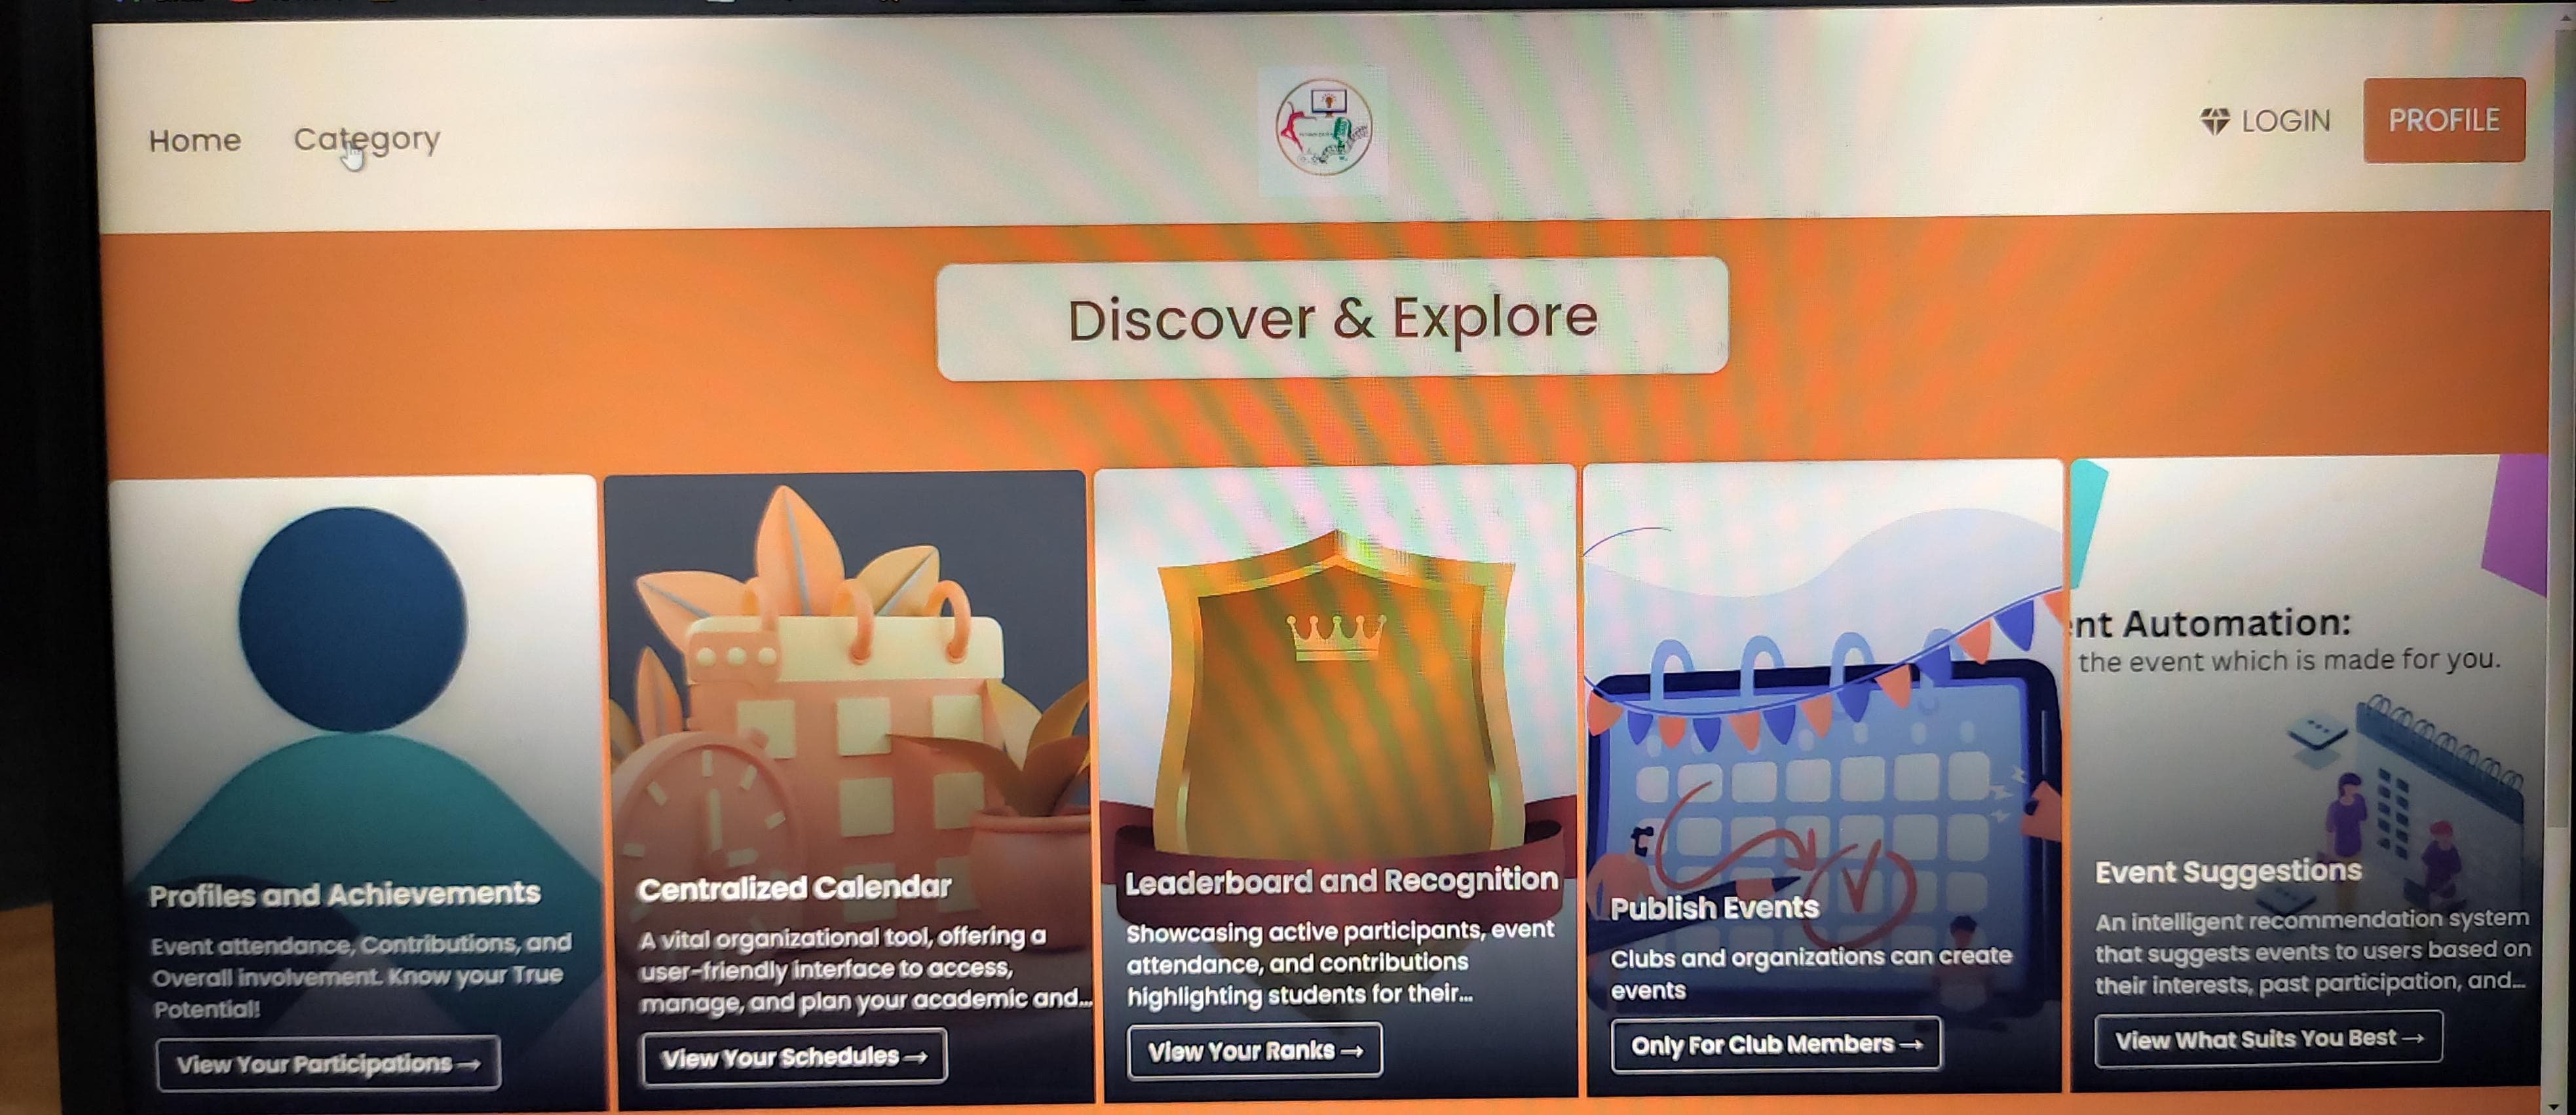 Home
Category
LOGIN
PROFILE
Discover & Explore
Profiles and Achievements
Event attendance, Contributions, and
Overall involvement. Know your True
Potential!
View Your Participations →
Centralized Calendar
A vital organizational tool, offering a
user-friendly interface to access,
manage, and plan your academic and...
View Your Schedules →
Leaderboard and Recognition
Showcasing active participants, event
attendance, and contributions
highlighting students for their...
View Your Ranks →
Publish Events
Clubs and organizations can create
events
Only For Club Members →
nt Automation:
the event which is made for you.
Event Suggestions
An intelligent recommendation system
that suggests events to users based on
their interests, past participation, and...
View What Suits You Best →